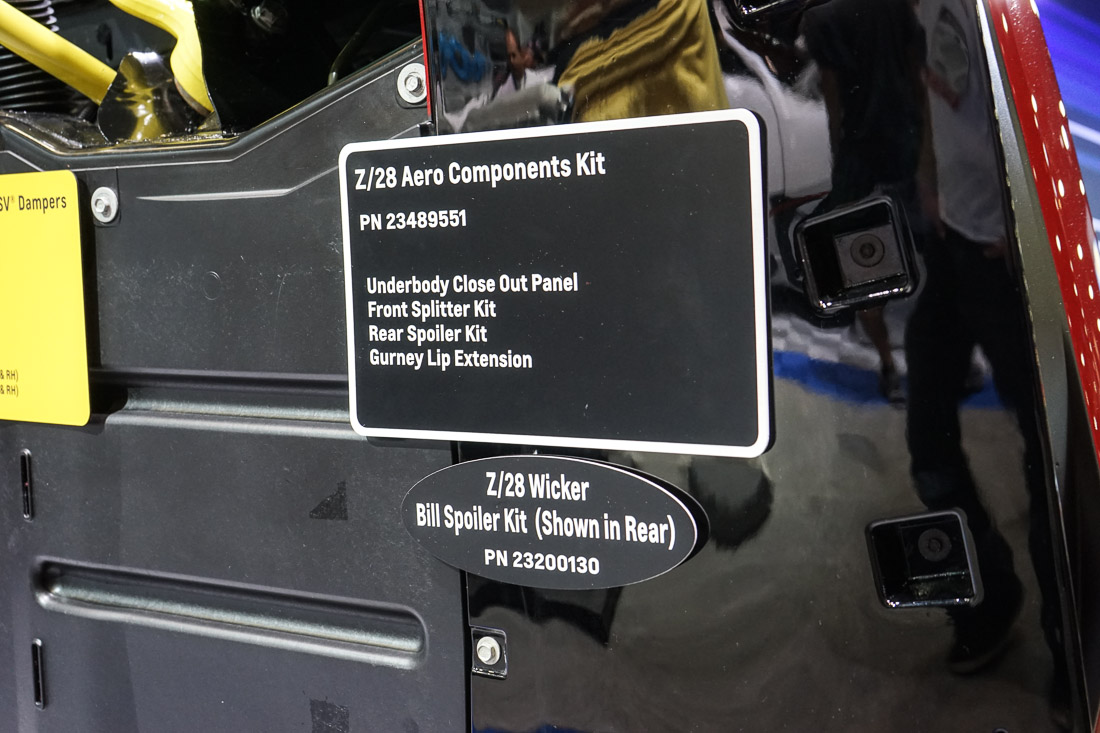 SV® Dampers
& RH)
& RH)
Z/28 Aero Components Kit
PN 23489551
Underbody Close Out Panel
Front Splitter Kit
Rear Spoiler Kit
Gurney Lip Extension
Z/28 Wicker
Bill Spoiler Kit (Shown in Rear)
PN 23200130